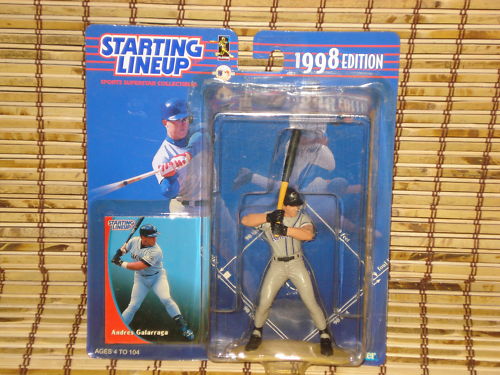 STARTING
LINEUP
SPORTS SUPERSTAR COLLECTIBLES
1998 EDITION
STARTING
LINEUP
Andres Galarraga
AGES 4 TO 104